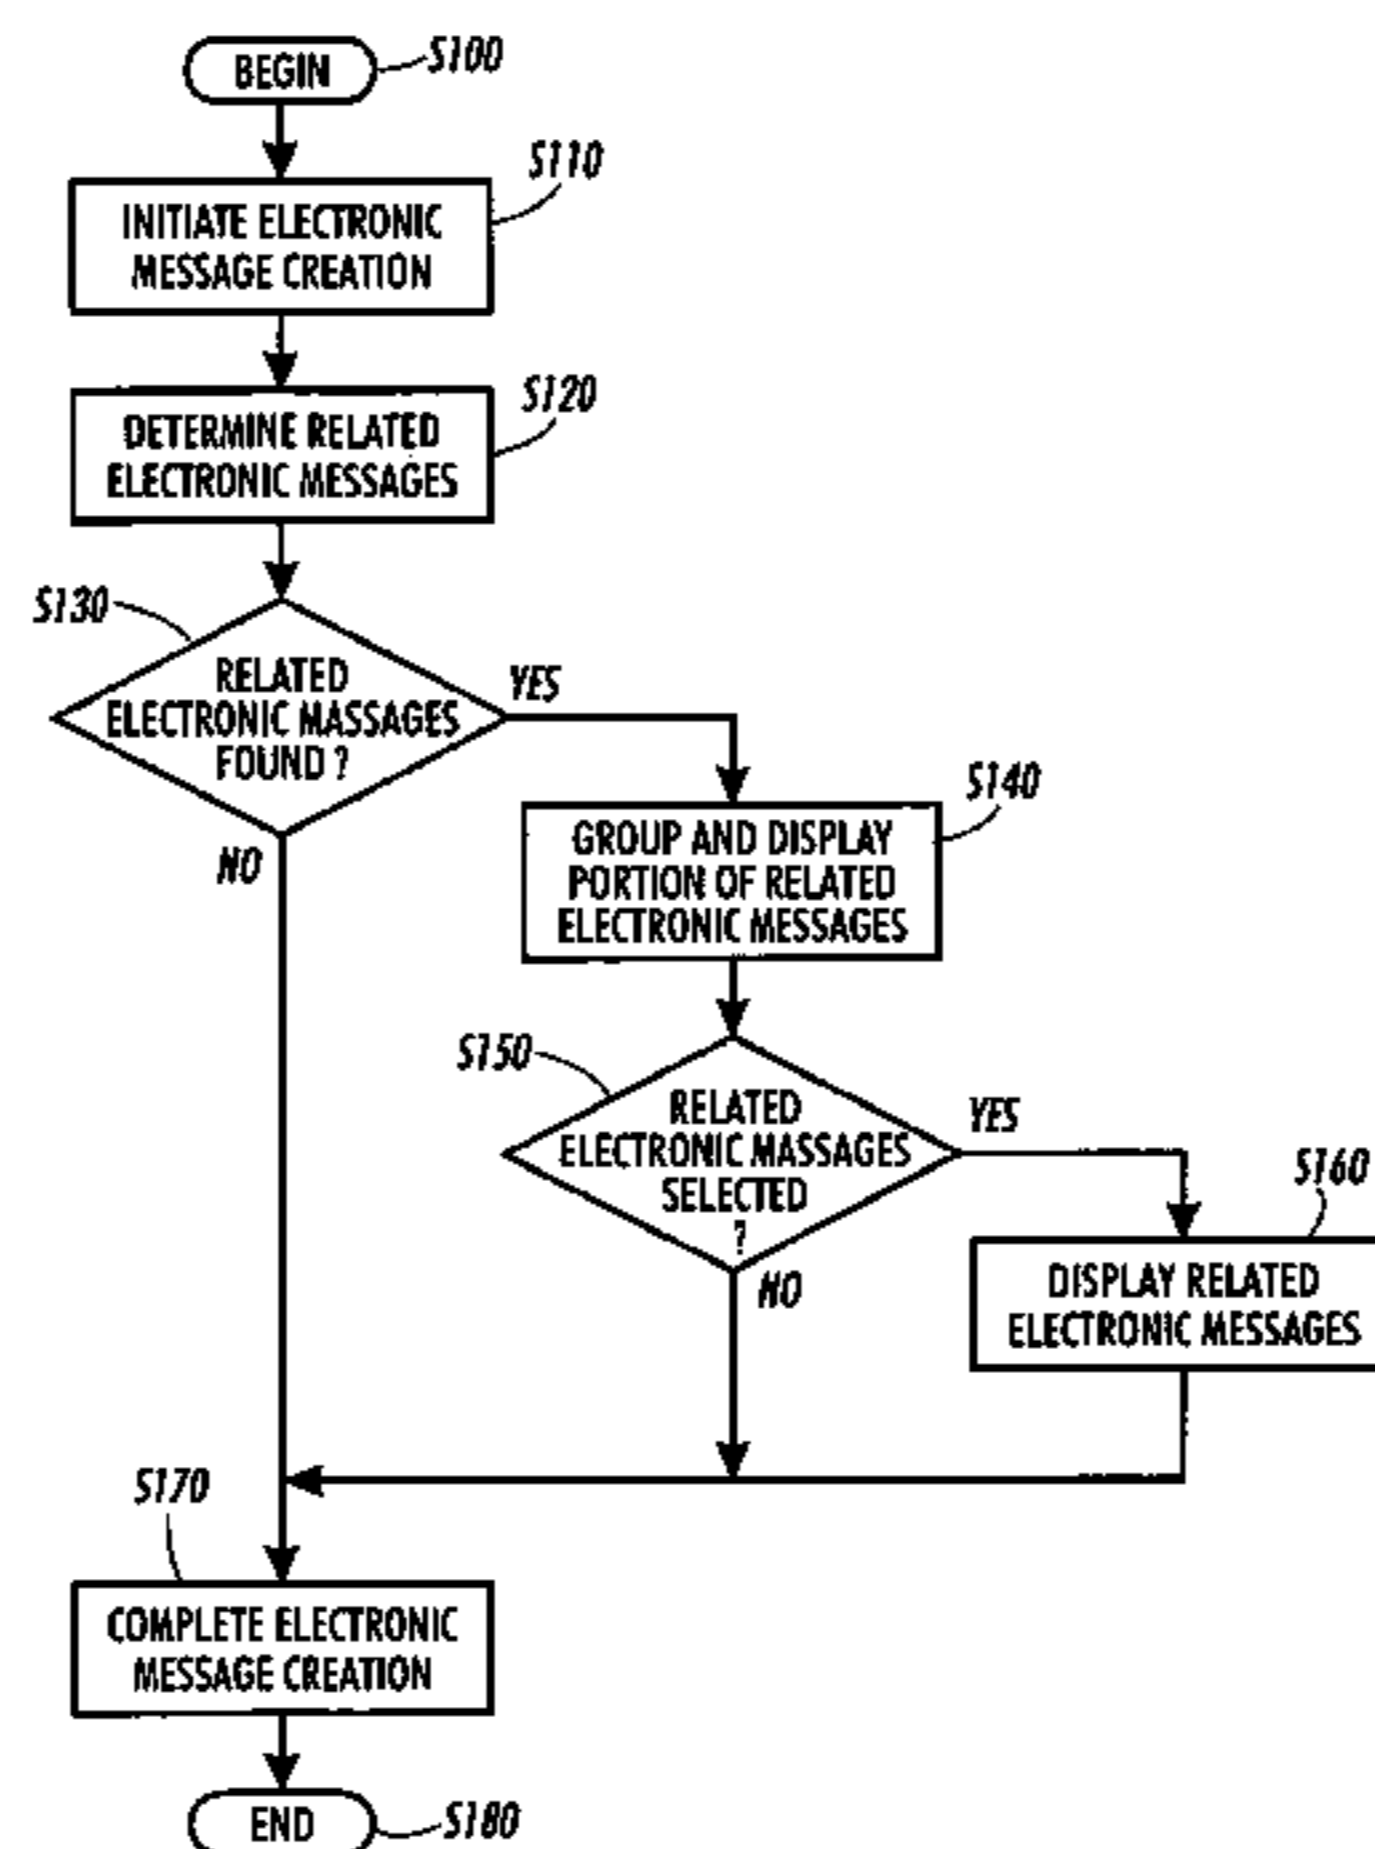 BEGIN
S100
S110
INITIATE ELECTRONIC
MESSAGE CREATION
S120
DETERMINE RELATED
ELECTRONIC MESSAGES
S130
RELATED
ELECTRONIC MASSAGES
FOUND ?
YES
NO
S140
GROUP AND DISPLAY
PORTION OF RELATED
ELECTRONIC MESSAGES
S150
RELATED
ELECTRONIC MASSAGES
SELECTED
?
YES
NO
S160
DISPLAY RELATED
ELECTRONIC MESSAGES
S170
COMPLETE ELECTRONIC
MESSAGE CREATION
END
S180